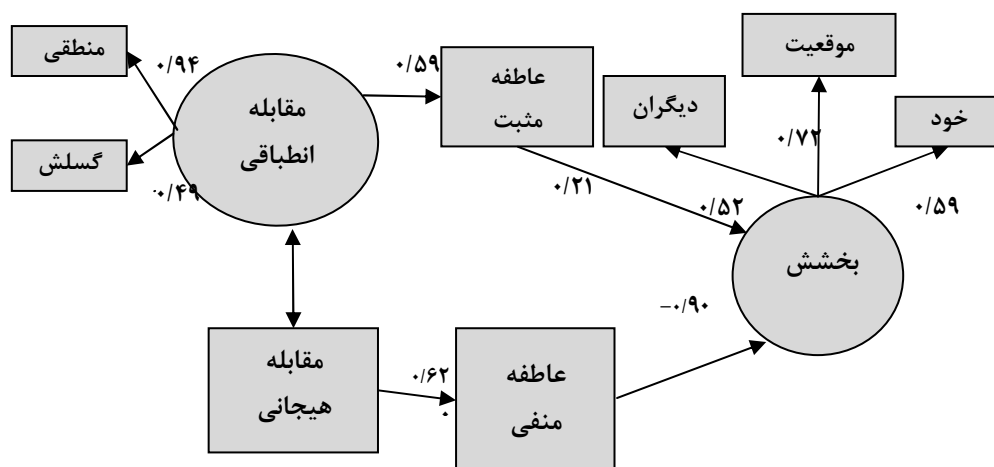 موقعیت
منطقی
۰/۹۴
۰/۵۹
عاطفه
مثبت
دیگران
خود
مقابله
انطباقی
۰/۷۲
گسلش
۰/۴۹
۰/۲۱
۰/۵۲
۰/۵۹
بخشش
−۰/۹۰
مقابله
هیجانی
۰/۶۲
۰
عاطفه
منفی